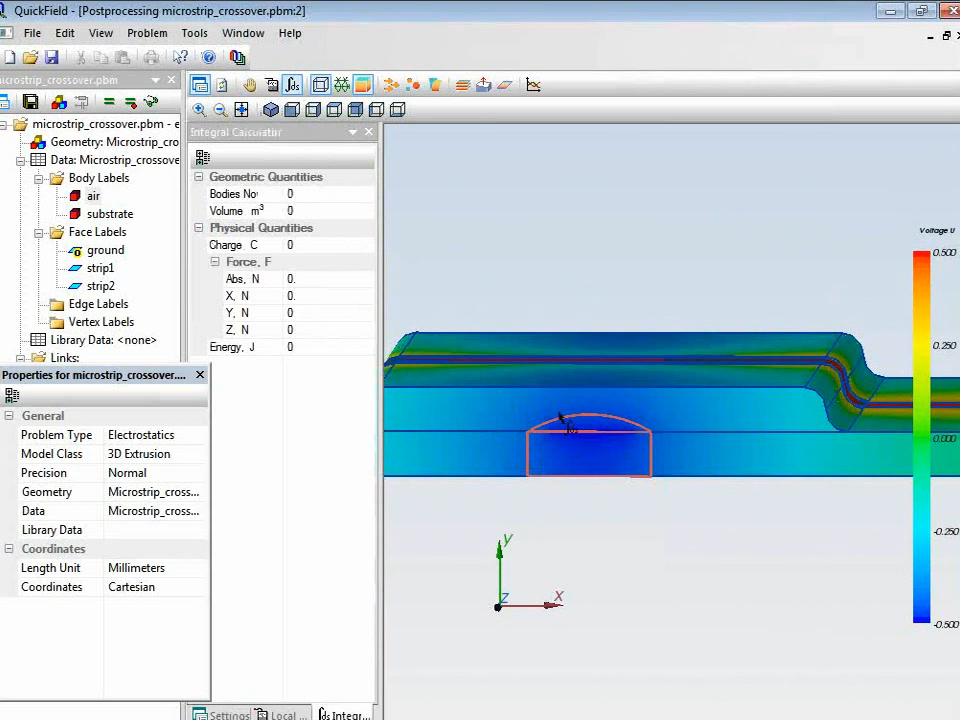 QuickField - [Postprocessing microstrip_crossover.pbm:2]
File Edit View Problem Tools Window Help
microstrip_crossover.pbm
microstrip_crossover.pbm - e
Geometry: Microstrip_cro
Data: Microstrip_crossove
Body Labels
air
substrate
Face Labels
ground
strip1
strip2
Edge Labels
Vertex Labels
Library Data: <none>
Links:
Integral Calculator
Geometric Quantities
Bodies No 0
Volume m³ 0
Physical Quantities
Charge, C 0
Force, F
Abs, N 0.
X, N 0.
Y, N 0
Z, N 0
Energy, J 0
Properties for microstrip_crossover....
General
Problem Type Electrostatics
Model Class 3D Extrusion
Precision Normal
Geometry Microstrip_cross...
Data Microstrip_cross...
Library Data
Coordinates
Length Unit Millimeters
Coordinates Cartesian
Settings Local ... Integr...
Voltage U
0.500
0.250
0.000
-0.250
-0.500
y
z
x